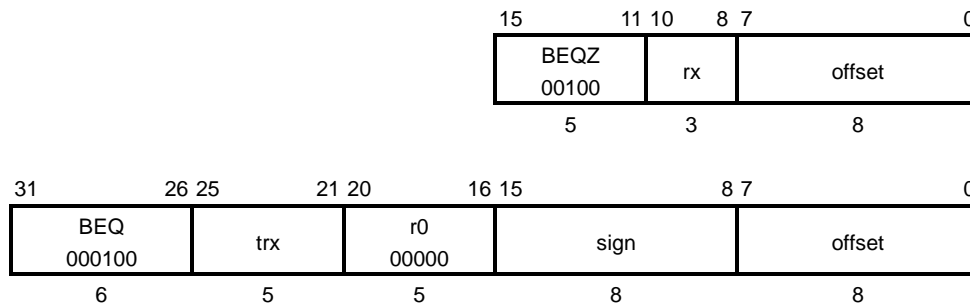 15 11 10 8 7 0
BEQZ
00100 rx offset
5 3 8
31 26 25 21 20 16 15 8 7 0
BEQ
000100 trx r0
00000 sign offset
6 5 5 8 8